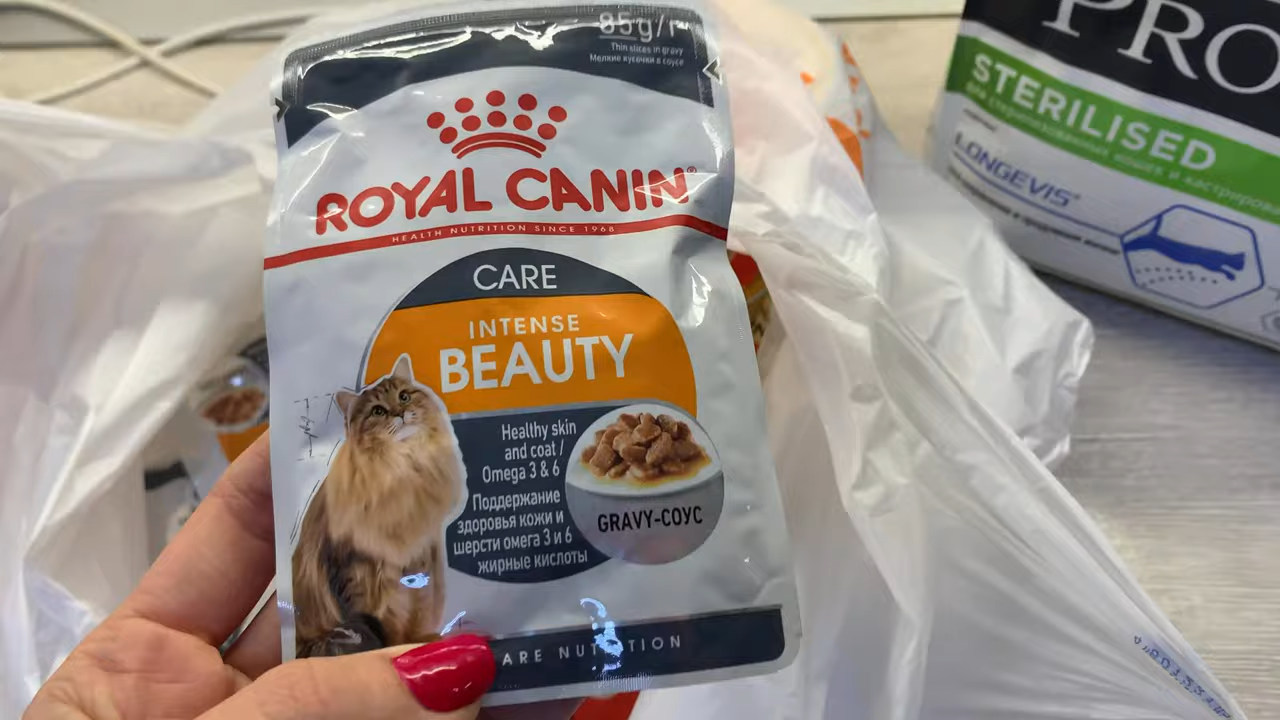 85g/г
Thin slices in gravy
Мелкие кусочки в соусе
ROYAL CANIN®
HEALTH NUTRITION SINCE 1968
CARE
INTENSE
BEAUTY
Healthy skin
and coat /
Omega 3 & 6
Поддержание
здоровья кожи и
шерсти омега 3 и 6
жирные кислоты
GRAVY-СОУС
ARE NUTRITION
PRO
STERILISED
LONGEVIS®